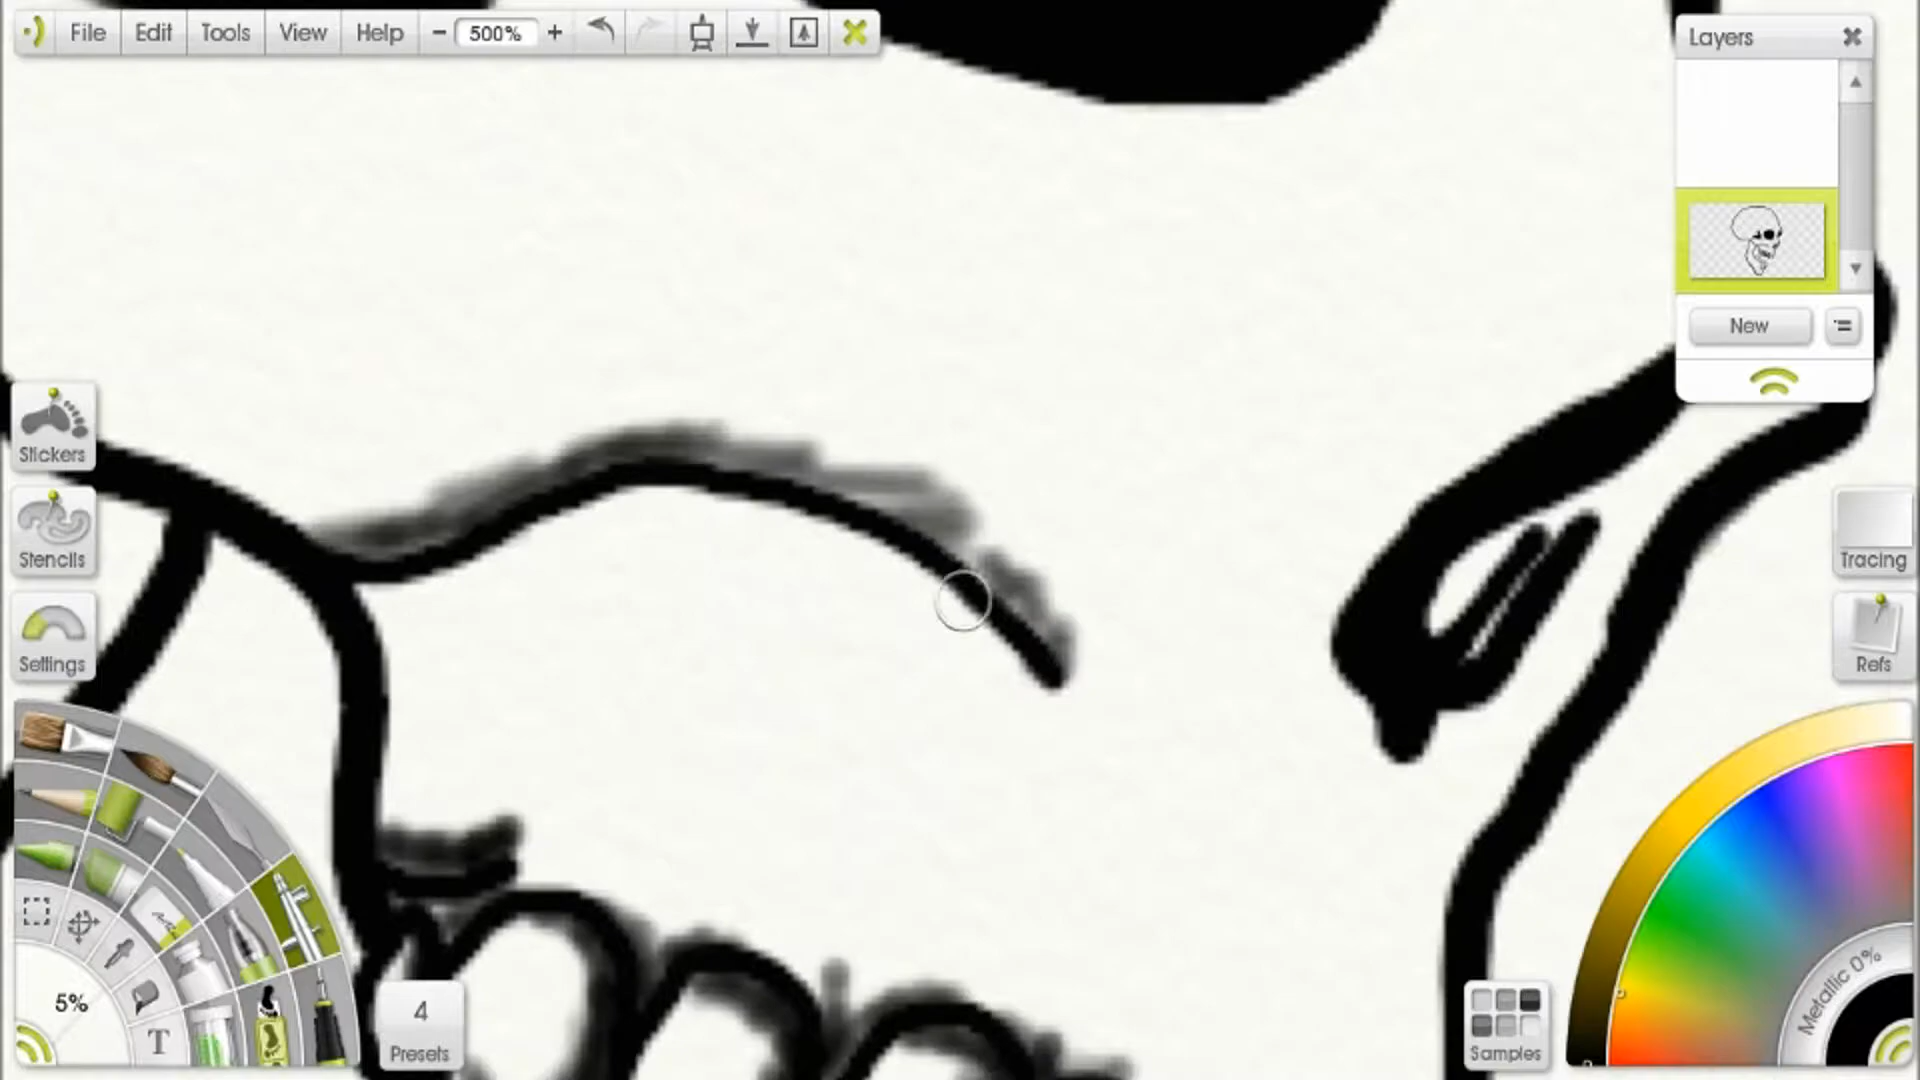 File Edit Tools View Help − 500% +
Layers
New
Stickers
Stencils
Settings
Tracing
Refs
5%
T
4
Presets
Samples
Metallic 0%